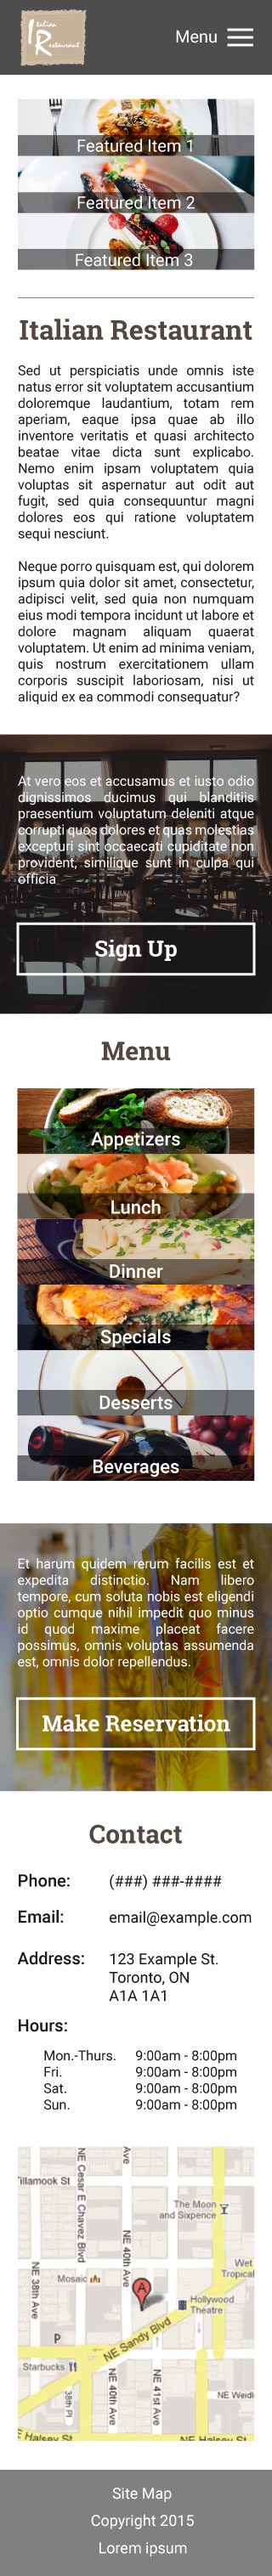 Italian
Restaurant
Menu
Featured Item 1
Featured Item 2
Featured Item 3
Italian Restaurant
Sed ut perspiciatis unde omnis iste
natus error sit voluptatem accusantium
doloremque laudantium, totam rem
aperiam, eaque ipsa quae ab illo
inventore veritatis et quasi architecto
beatae vitae dicta sunt explicabo.
Nemo enim ipsam voluptatem quia
voluptas sit aspernatur aut odit aut
fugit, sed quia consequuntur magni
dolores eos qui ratione voluptatem
sequi nesciunt.
Neque porro quisquam est, qui dolorem
ipsum quia dolor sit amet, consectetur,
adipisci velit, sed quia non numquam
eius modi tempora incidunt ut labore et
dolore magnam aliquam quaerat
voluptatem. Ut enim ad minima veniam,
quis nostrum exercitationem ullam
corporis suscipit laboriosam, nisi ut
aliquid ex ea commodi consequatur?
At vero eos et accusamus et iusto odio
dignissimos ducimus qui blanditiis
praesentium voluptatum deleniti atque
corrupti quos dolores et quas molestias
excepturi sint occaecati cupiditate non
provident, similique sunt in culpa qui
officia
Sign Up
Menu
Appetizers
Lunch
Dinner
Specials
Desserts
Beverages
Et harum quidem rerum facilis est et
expedita distinctio. Nam libero
tempore, cum soluta nobis est eligendi
optio cumque nihil impedit quo minus
id quod maxime placeat facere
possimus, omnis voluptas assumenda
est, omnis dolor repellendus.
Make Reservation
Contact
Phone: (###) ###-####
Email: email@example.com
Address: 123 Example St.
Toronto, ON
A1A 1A1
Hours:
Mon.-Thurs. 9:00am - 8:00pm
Fri. 9:00am - 8:00pm
Sat. 9:00am - 8:00pm
Sun. 9:00am - 8:00pm
Ave
NE Cesar E Chavez Blvd
illamook St
The Moon
and Sixpence
NE 40th Ave
Wet
Tropical
NE 38th Ave
Mosaic
A
Hollywood
Theatre
P
NE Sandy Blvd
Starbucks
NE 40th Ave
NE 41st Ave
38th Pl
NE Weidl
E Halsey St
NE Halsey St
Site Map
Copyright 2015
Lorem ipsum